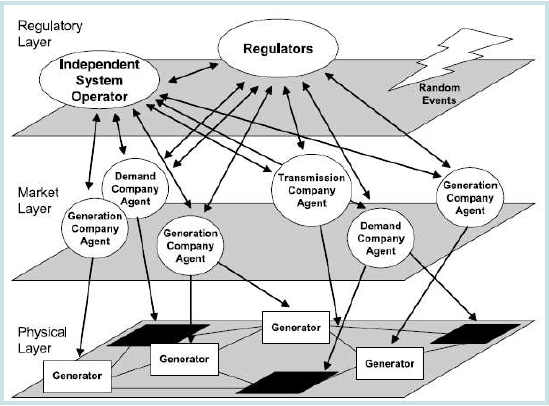 Regulatory
Layer
Regulators
Independent
System
Operator
Random
Events
Demand
Company
Agent
Transmission
Company
Agent
Generation
Company
Agent
Market
Layer
Generation
Company
Agent
Generation
Company
Agent
Demand
Company
Agent
Physical
Layer
Generator
Generator
Generator
Generator